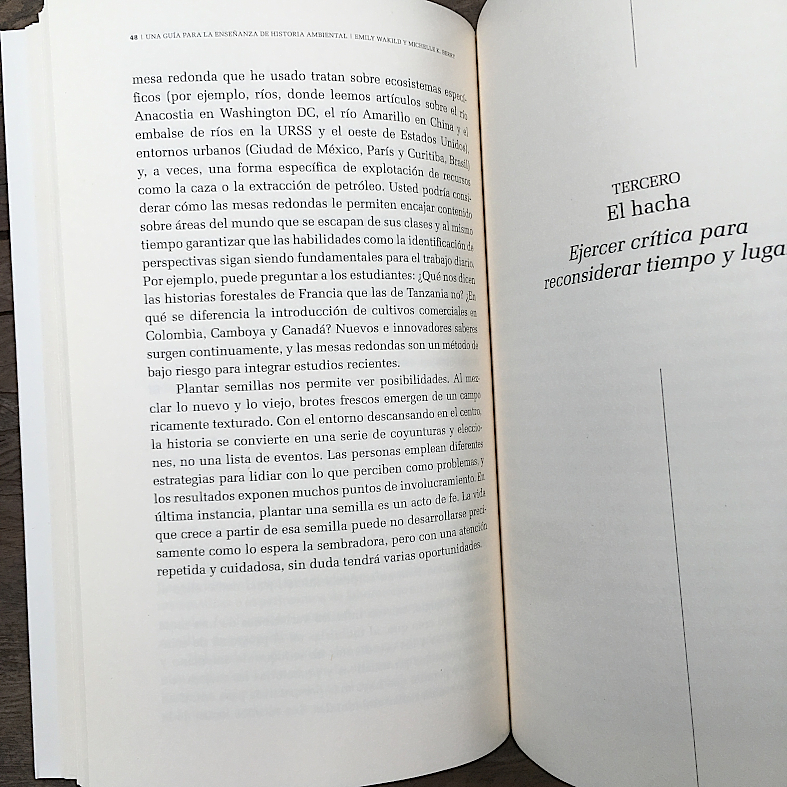 48 | UNA GUÍA PARA LA ENSEÑANZA DE HISTORIA AMBIENTAL | EMILY WAKILD Y MICHELLE K. BERRY
mesa redonda que he usado tratan sobre ecosistemas especí-
ficos (por ejemplo, ríos, donde leemos artículos sobre el río
Anacostia en Washington DC, el río Amarillo en China y el
embalse de ríos en la URSS y el oeste de Estados Unidos),
entornos urbanos (Ciudad de México, París y Curitiba, Brasil)
y, a veces, una forma específica de explotación de recursos
como la caza o la extracción de petróleo. Usted podría consi-
derar cómo las mesas redondas le permiten encajar contenido
sobre áreas del mundo que se escapan de sus clases y al mismo
tiempo garantizar que las habilidades como la identificación de
perspectivas sigan siendo fundamentales para el trabajo diario.
Por ejemplo, puede preguntar a los estudiantes: ¿Qué nos dicen
las historias forestales de Francia que las de Tanzania no? ¿En
qué se diferencia la introducción de cultivos comerciales en
Colombia, Camboya y Canadá? Nuevos e innovadores saberes
surgen continuamente, y las mesas redondas son un método de
bajo riesgo para integrar estudios recientes.
Plantar semillas nos permite ver posibilidades. Al mez-
clar lo nuevo y lo viejo, brotes frescos emergen de un campo
ricamente texturado. Con el entorno descansando en el centro,
la historia se convierte en una serie de coyunturas y eleccio-
nes, no una lista de eventos. Las personas emplean diferentes
estrategias para lidiar con lo que perciben como problemas, y
los resultados exponen muchos puntos de involucramiento. En
última instancia, plantar una semilla es un acto de fe. La vida
que crece a partir de esa semilla puede no desarrollarse preci-
samente como lo espera la sembradora, pero con una atención
repetida y cuidadosa, sin duda tendrá varias oportunidades.
TERCERO
El hacha
Ejercer crítica para
reconsiderar tiempo y luga